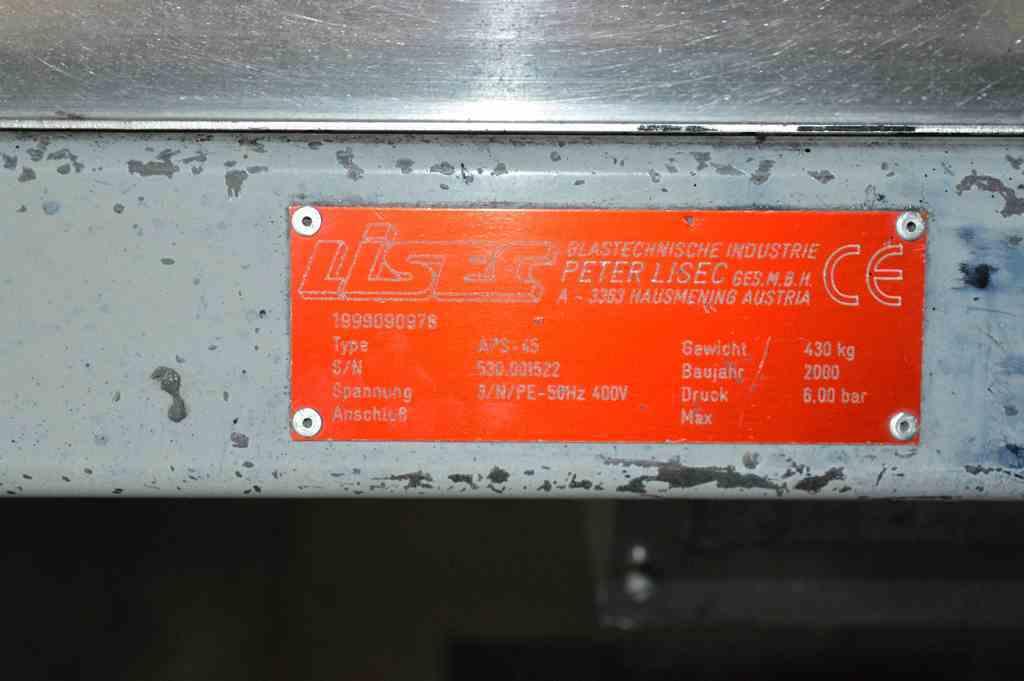 LiSEC
GLASTECHNISCHE INDUSTRIE
PETER LISEC GES.M.B.H.
A - 3363 HAUSMENING AUSTRIA
CE
1999090978
Type APS-45
S/N 530.001522
Spannung 3/N/PE-50Hz 400V
Anschluß
Gewicht 430 kg
Baujahr 2000
Druck 6,00 bar
Max